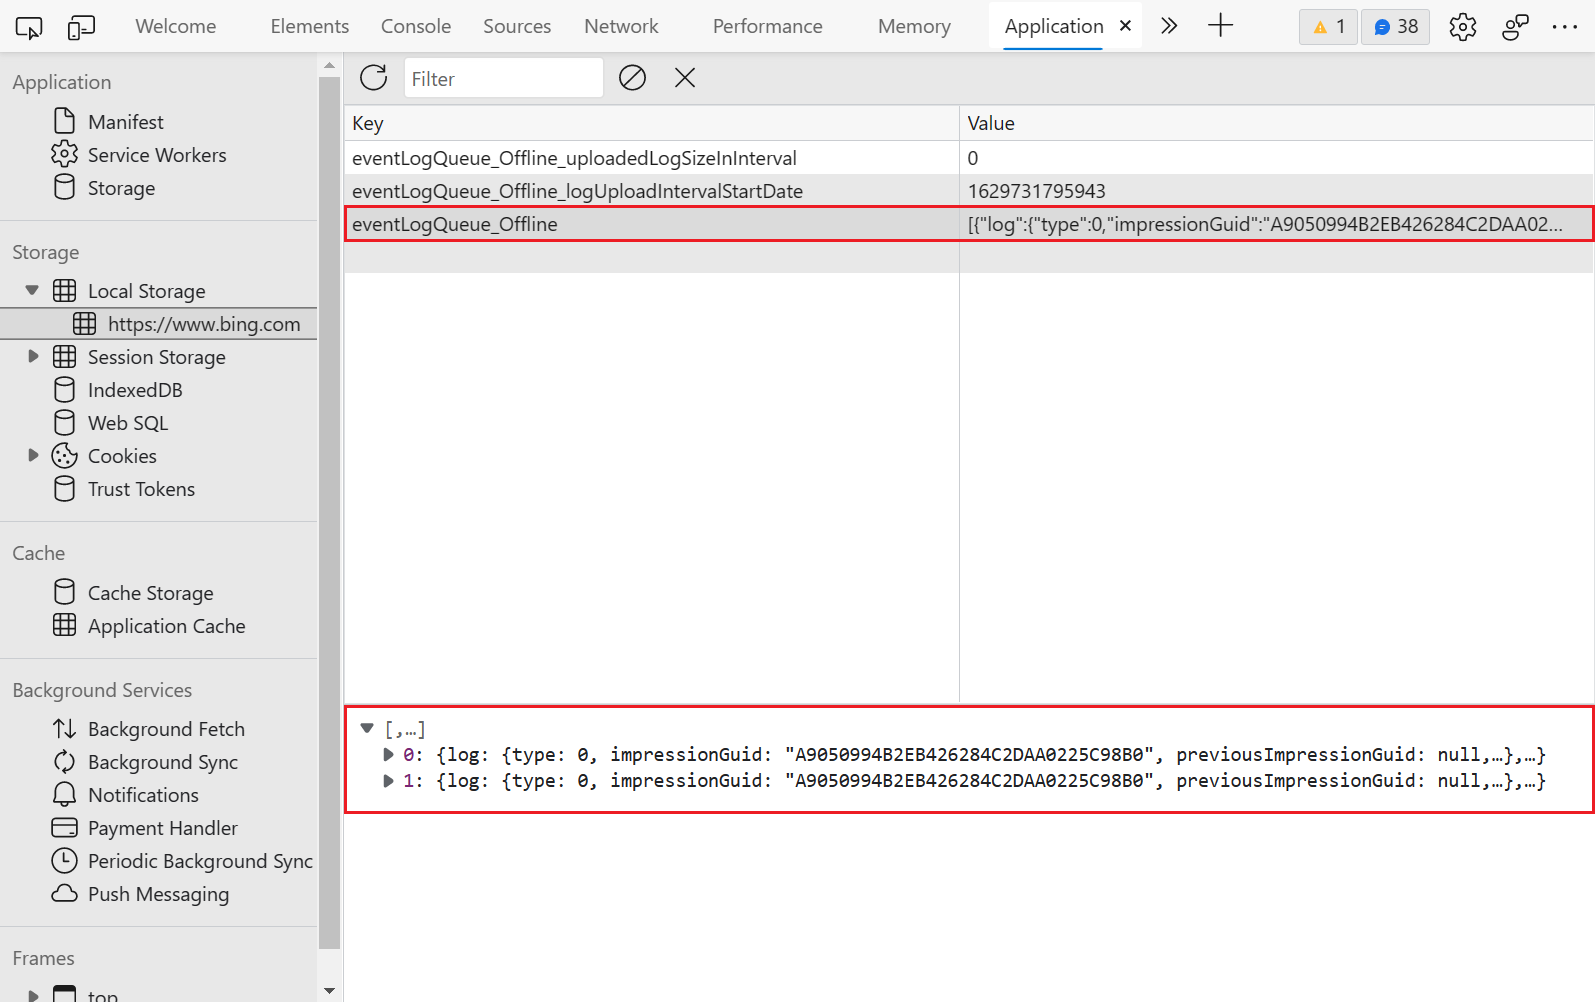 Welcome Elements Console Sources Network Performance Memory Application 1 38
Application
Manifest
Service Workers
Storage
Storage
Local Storage
https://www.bing.com
Session Storage
IndexedDB
Web SQL
Cookies
Trust Tokens
Cache
Cache Storage
Application Cache
Background Services
Background Fetch
Background Sync
Notifications
Payment Handler
Periodic Background Sync
Push Messaging
Frames
top
Filter
Key Value
eventLogQueue_Offline_uploadedLogSizeInInterval 0
eventLogQueue_Offline_logUploadIntervalStartDate 1629731795943
eventLogQueue_Offline [{"log":{"type":0,"impressionGuid":"A9050994B2EB426284C2DAA02…
[,…]
0: {log: {type: 0, impressionGuid: "A9050994B2EB426284C2DAA0225C98B0", previousImpressionGuid: null,…},…}
1: {log: {type: 0, impressionGuid: "A9050994B2EB426284C2DAA0225C98B0", previousImpressionGuid: null,…},…}